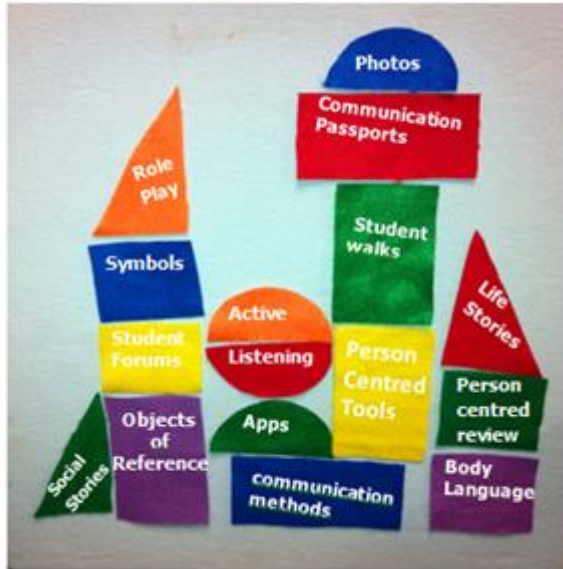 Photos
Communication
Passports
Role
Play
Student
walks
Symbols
Life
Stories
Active
Listening
Student
Forums
Person
Centred
Tools
Person
centred
review
Objects
of
Reference
Apps
Social
Stories
Body
Language
communication
methods